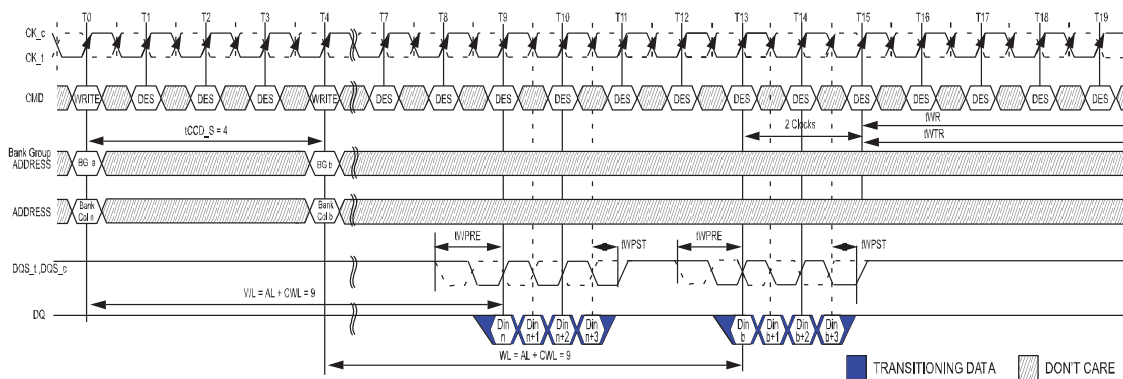 T0 T1 T2 T3 T4 T7 T8 T9 T10 T11 T12 T13 T14 T15 T16 T17 T18 T19
CK_c
CK_t
CMD
WRITE DES DES DES WRITE DES DES DES DES DES DES DES DES DES DES DES DES DES
tCCD_S = 4
2 Clocks
tWR
tWTR
Bank Group
ADDRESS
BG a
BG b
ADDRESS
Bank
Col n
Bank
Col b
tWPRE
tWPST
tWPRE
tWPST
DQS_t,DQS_c
WL = AL + CWL = 9
DQ
Din
n
Din
n+1
Din
n+2
Din
n+3
Din
b
Din
b+1
Din
b+2
Din
b+3
WL = AL + CWL = 9
TRANSITIONING DATA
DON'T CARE